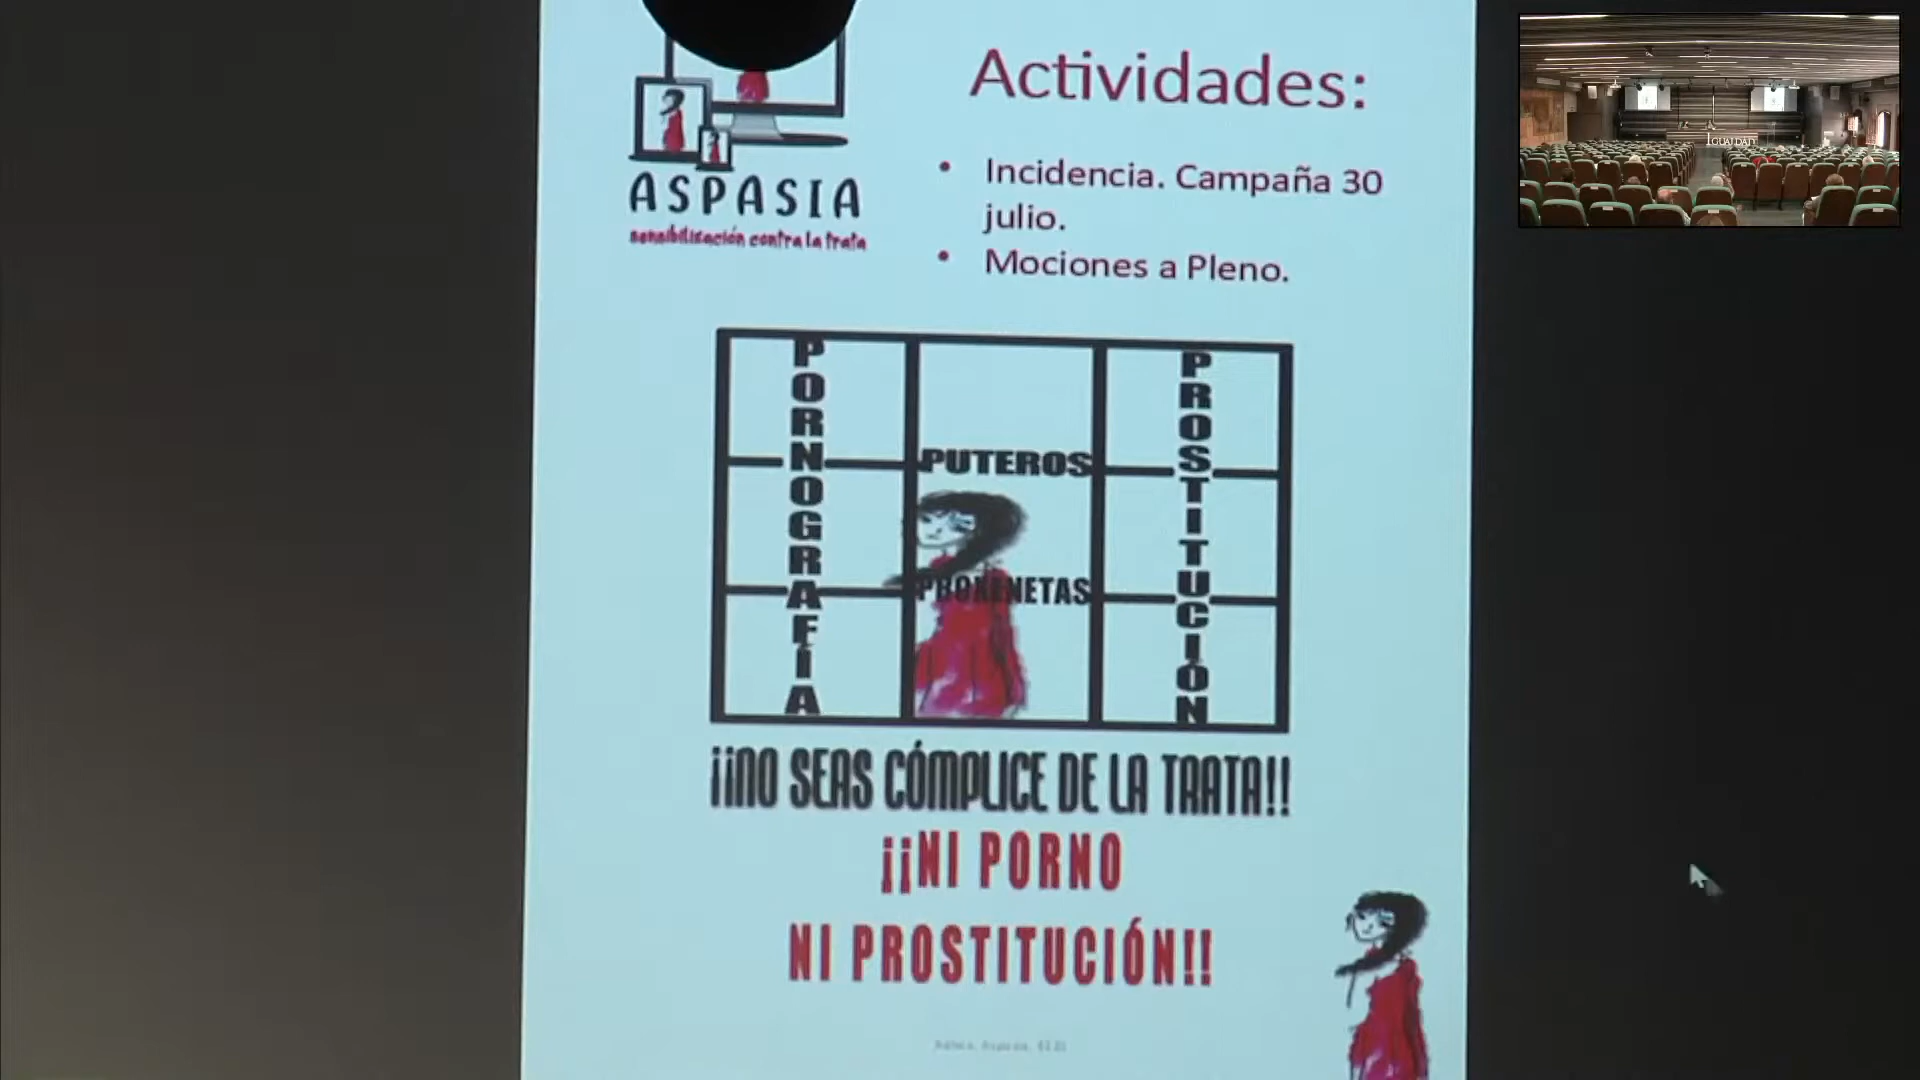 Actividades:
ASPASIA
sensibilización contra la trata
• Incidencia. Campaña 30
julio.
• Mociones a Pleno.
PORNOGRAFÍA
PUTEROS
PROXENETAS
PROSTITUCIÓN
¡¡NO SEAS CÓMPLICE DE LA TRATA!!
¡¡NI PORNO
NI PROSTITUCIÓN!!
IGUALDAD